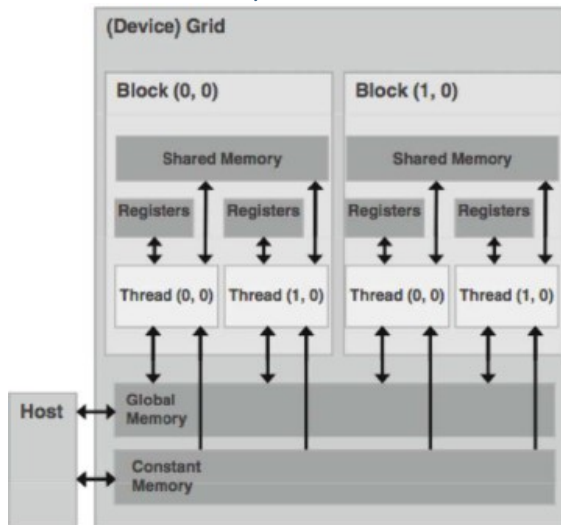 (Device) Grid
Block (0, 0)
Block (1, 0)
Shared Memory
Shared Memory
Registers
Registers
Registers
Registers
Thread (0, 0)
Thread (1, 0)
Thread (0, 0)
Thread (1, 0)
Host
Global
Memory
Constant
Memory